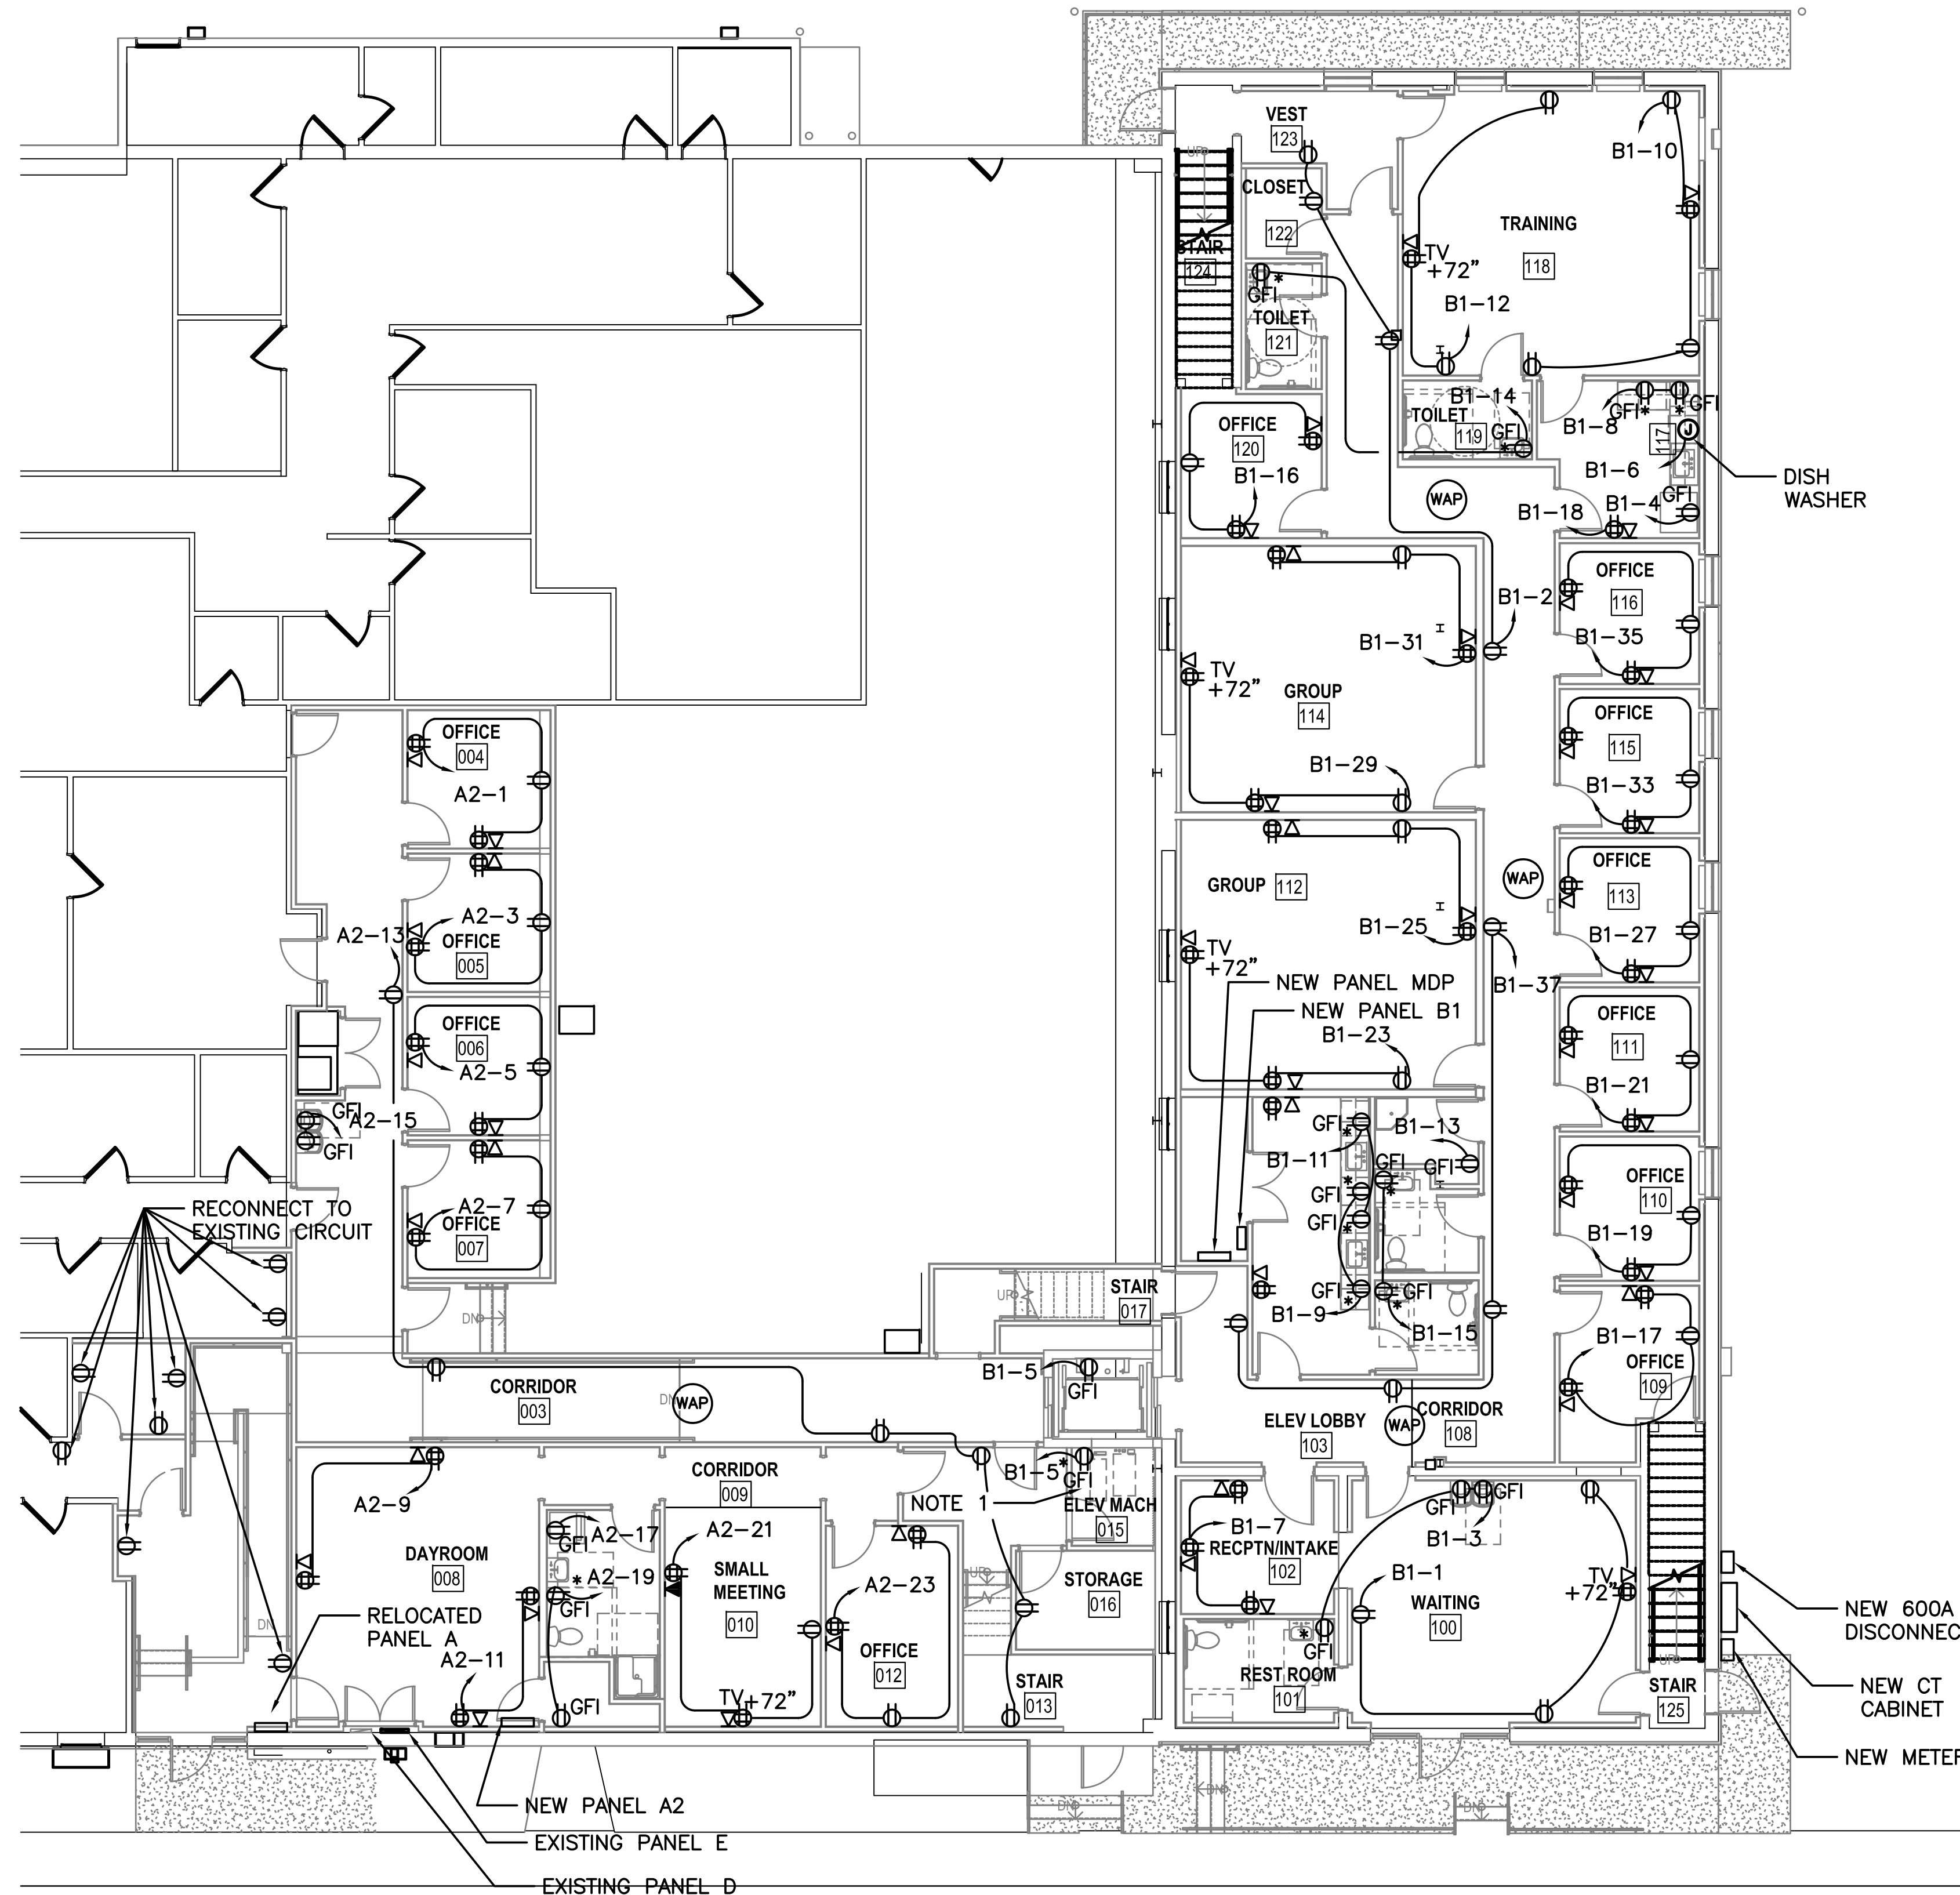 VEST
123
B1-10
UP
CLOSET
TRAINING
122
STAIR
124
TV
+72”
118
*
GFI
B1-12
TOILET
121
B1-14
GFI
*
GFI
*
TOILET
119
GFI
*
B1-8
117
J
OFFICE
120
B1-16
B1-6
DISH
WASHER
WAP
GFI
B1-4
B1-18
OFFICE
116
B1-2
B1-31
B1-35
TV
+72”
GROUP
114
OFFICE
004
OFFICE
115
A2-1
B1-29
B1-33
OFFICE
113
GROUP
112
WAP
A2-3
OFFICE
005
A2-13
B1-25
B1-27
TV
+72”
NEW PANEL MDP
B1-37
NEW PANEL B1
OFFICE
006
OFFICE
111
B1-23
A2-5
B1-21
GFI
A2-15
GFI
GFI
*
B1-13
B1-11
GFI
GFI
*
GFI
*
OFFICE
110
RECONNECT TO
EXISTING CIRCUIT
A2-7
OFFICE
007
GFI
*
B1-19
STAIR
017
UP
DN
GFI
*
GFI
*
B1-9
B1-15
B1-17
OFFICE
109
B1-5
GFI
CORRIDOR
003
DN
WAP
ELEV LOBBY
103
WAP
CORRIDOR
108
CORRIDOR
009
B1-5
*
GFI
A2-9
NOTE 1
ELEV MACH
015
GFI
GFI
B1-3
B1-7
RECPTN/INTAKE
102
A2-17
GFI
A2-21
DAYROOM
008
SMALL
MEETING
010
*
A2-19
GFI
A2-23
UP
STORAGE
016
B1-1
TV
+72”
WAITING
100
NEW 600A
RELOCATED
PANEL A
DN
A2-11
OFFICE
012
*
GFI
REST ROOM
101
UP
TV
+72”
GFI
STAIR
013
STAIR
125
NEW CT
CABINET
DN
DN
DN
NEW PANEL A2
EXISTING PANEL E
EXISTING PANEL D